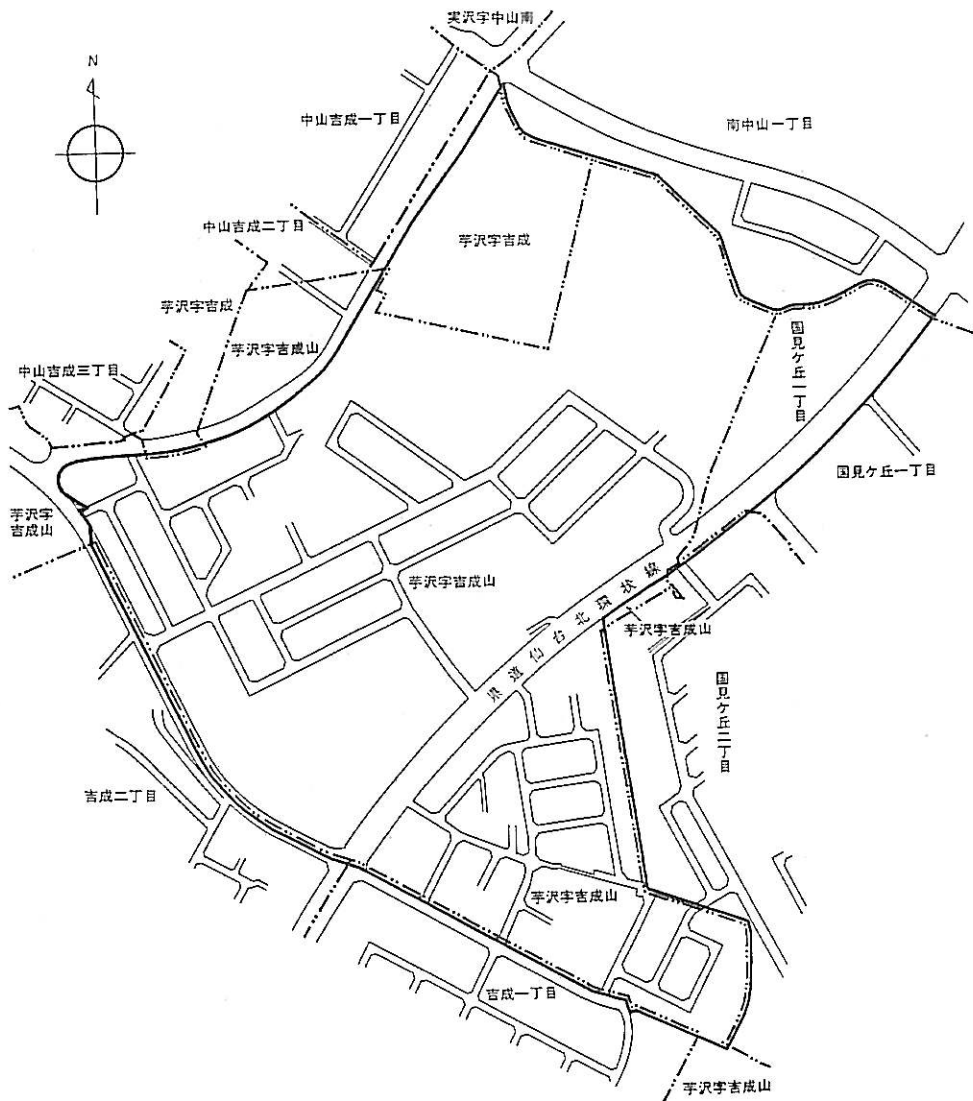 実沢字中山南
N
中山吉成一丁目
南中山一丁目
中山吉成二丁目
芋沢字吉成
芋沢字吉成
芋沢字吉成山
国見ケ丘一丁目
中山吉成三丁目
国見ケ丘一丁目
芋沢字
吉成山
芋沢字吉成山
県道仙台北環状線
芋沢字吉成山
国見ケ丘二丁目
吉成二丁目
芋沢字吉成山
吉成一丁目
芋沢字吉成山